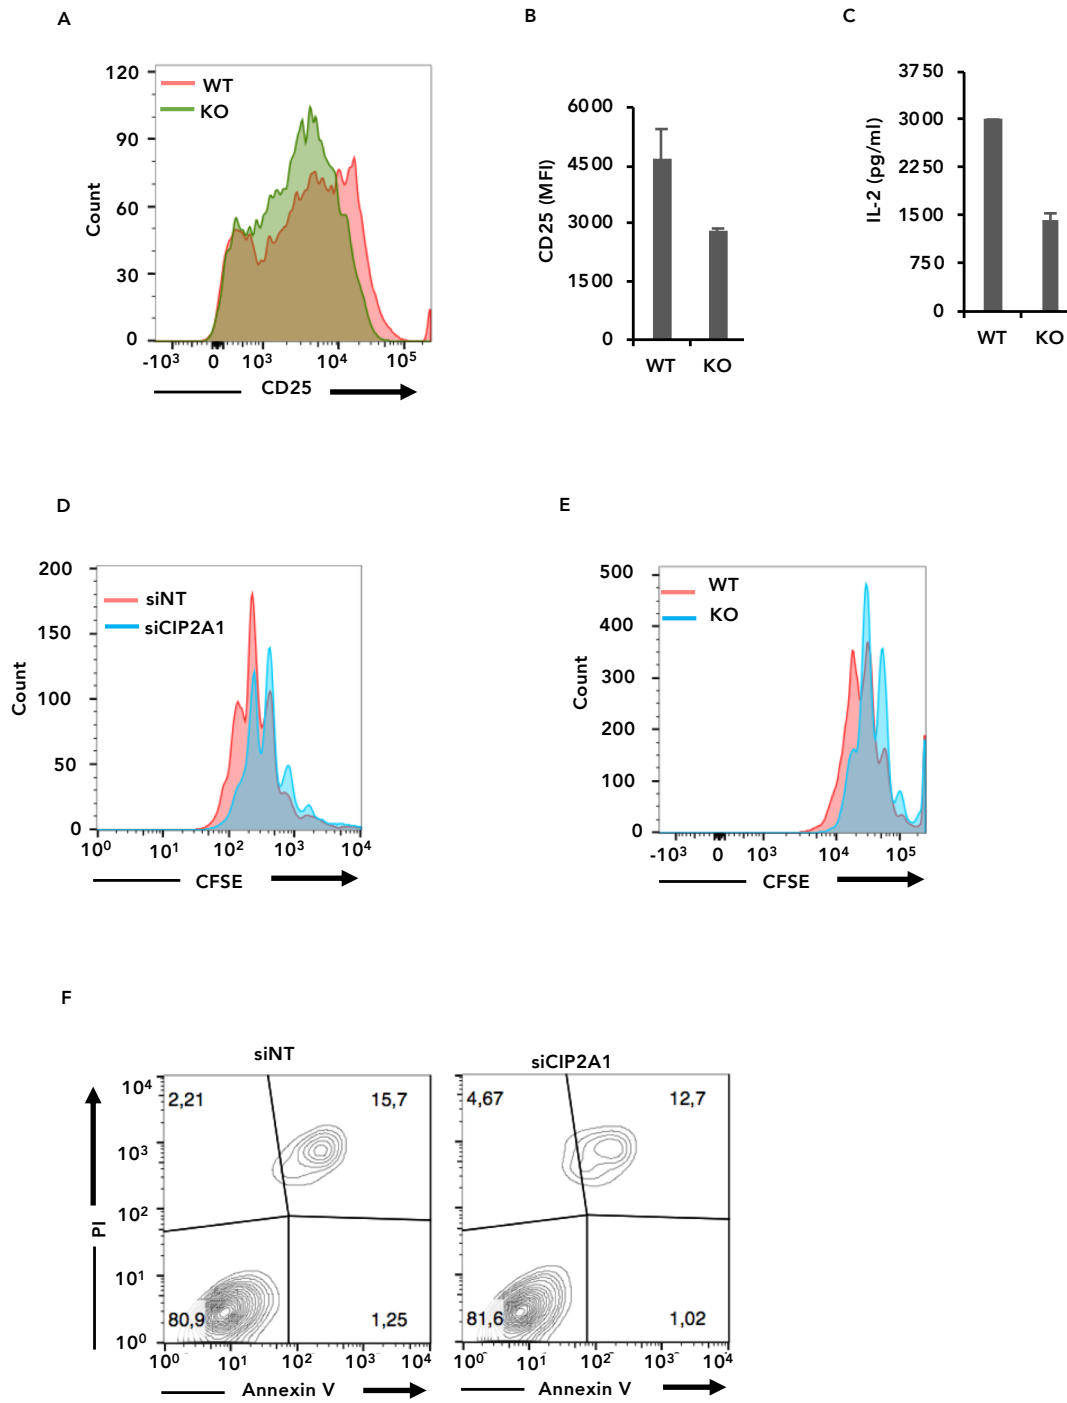 A
120
90
60
30
0
Count
WT
KO
-10³ 0 10³ 10⁴ 10⁵
CD25
B
6000
4500
3000
1500
0
CD25 (MFI)
WT KO
C
3750
3000
2250
1500
750
0
IL-2 (pg/ml)
WT KO
D
200
150
100
50
0
Count
siNT
siCIP2A1
10⁰ 10¹ 10² 10³ 10⁴
CFSE
E
500
400
300
200
100
0
Count
WT
KO
-10³ 0 10³ 10⁴ 10⁵
CFSE
F
siNT
10⁴
10³
10²
10¹
10⁰
PI
2,21 15,7
80,9 1,25
10⁰ 10¹ 10² 10³ 10⁴
Annexin V
siCIP2A1
4,67 12,7
81,6 1,02
10⁰ 10¹ 10² 10³ 10⁴
Annexin V